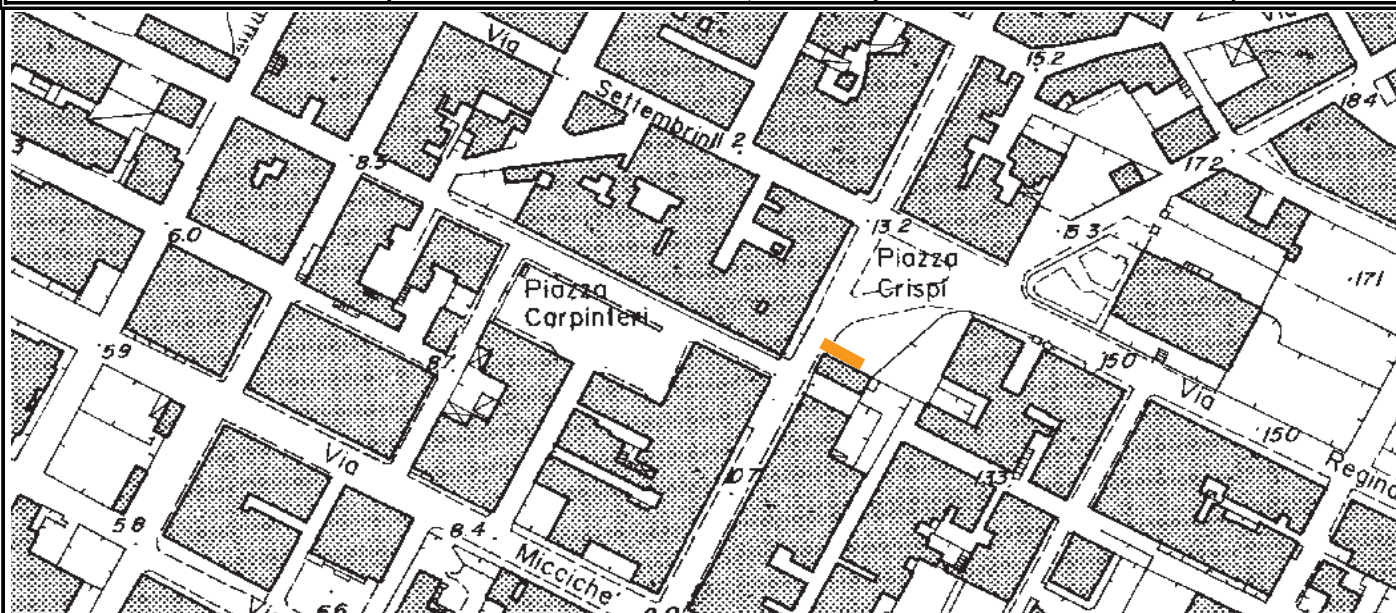 Via
15.2
Settembrini
2
18.4
8.5
17.2
3
6.0
13.2
15.3
Piazza
Crispi
17.1
Piazza
Carpinteri
5.9
8.7
15.0
Via
15.0
Via
Regina
10.7
13.3
5.8
8.4
Micciche'
6.6